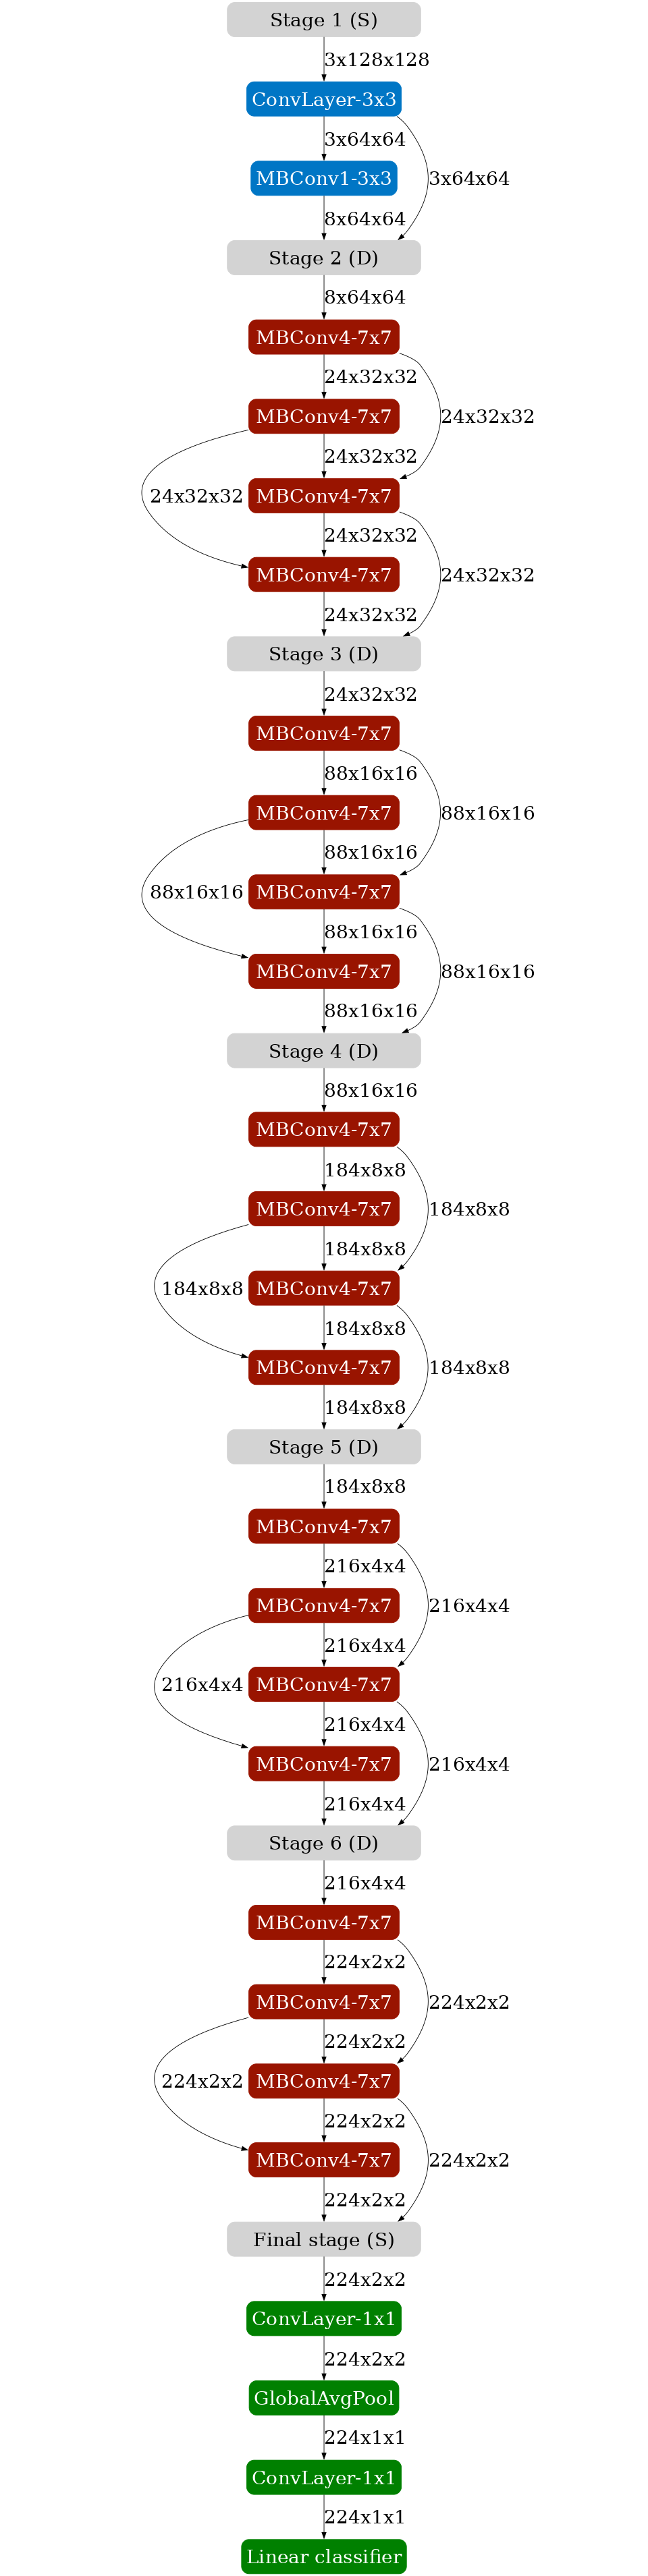 Stage 1 (S)
3x128x128
ConvLayer-3x3
3x64x64
MBConv1-3x3
3x64x64
8x64x64
Stage 2 (D)
8x64x64
MBConv4-7x7
24x32x32
MBConv4-7x7
24x32x32
24x32x32
24x32x32
MBConv4-7x7
24x32x32
MBConv4-7x7
24x32x32
24x32x32
Stage 3 (D)
24x32x32
MBConv4-7x7
88x16x16
MBConv4-7x7
88x16x16
88x16x16
88x16x16
MBConv4-7x7
88x16x16
MBConv4-7x7
88x16x16
88x16x16
Stage 4 (D)
88x16x16
MBConv4-7x7
184x8x8
MBConv4-7x7
184x8x8
184x8x8
184x8x8
MBConv4-7x7
184x8x8
MBConv4-7x7
184x8x8
184x8x8
Stage 5 (D)
184x8x8
MBConv4-7x7
216x4x4
MBConv4-7x7
216x4x4
216x4x4
216x4x4
MBConv4-7x7
216x4x4
MBConv4-7x7
216x4x4
216x4x4
Stage 6 (D)
216x4x4
MBConv4-7x7
224x2x2
MBConv4-7x7
224x2x2
224x2x2
224x2x2
MBConv4-7x7
224x2x2
MBConv4-7x7
224x2x2
224x2x2
Final stage (S)
224x2x2
ConvLayer-1x1
224x2x2
GlobalAvgPool
224x1x1
ConvLayer-1x1
224x1x1
Linear classifier